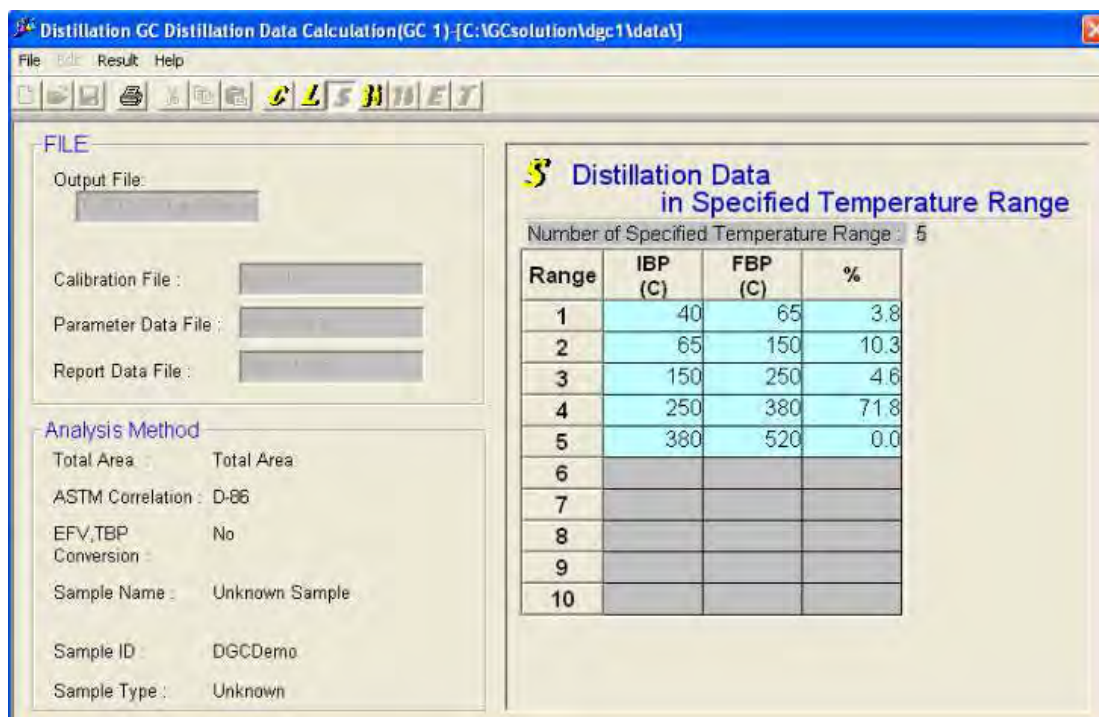 Distillation GC Distillation Data Calculation(GC 1)-[C:\GCsolution\dgc1\data\]
File Edit Result Help
C L S E T
FILE
Output File:
Calibration File :
Parameter Data File :
Report Data File :
Analysis Method
Total Area : Total Area
ASTM Correlation : D-86
EFV,TBP No
Conversion :
Sample Name : Unknown Sample
Sample ID : DGCDemo
Sample Type : Unknown
S Distillation Data
in Specified Temperature Range
Number of Specified Temperature Range : 5
Range IBP (C) FBP (C) %
1 40 65 3.8
2 65 150 10.3
3 150 250 4.6
4 250 380 71.8
5 380 520 0.0
6
7
8
9
10